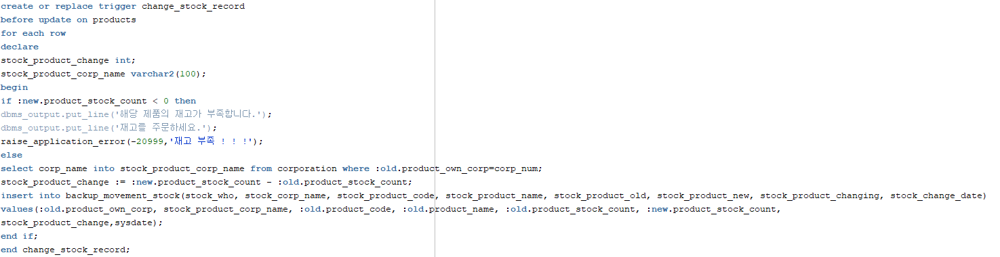 create or replace trigger change_stock_record
before update on products
for each row
declare
stock_product_change int;
stock_product_corp_name varchar2(100);
begin
if :new.product_stock_count < 0 then
dbms_output.put_line('해당 제품의 재고가 부족합니다.');
dbms_output.put_line('재고를 주문하세요.');
raise_application_error(-20999,'재고 부족 ! ! !');
else
select corp_name into stock_product_corp_name from corporation where :old.product_own_corp=corp_num;
stock_product_change := :new.product_stock_count - :old.product_stock_count;
insert into backup_movement_stock(stock_who, stock_corp_name, stock_product_code, stock_product_name, stock_product_old, stock_product_new, stock_product_changing, stock_change_date)
values(:old.product_own_corp, stock_product_corp_name, :old.product_code, :old.product_name, :old.product_stock_count, :new.product_stock_count,
stock_product_change,sysdate);
end if;
end change_stock_record;